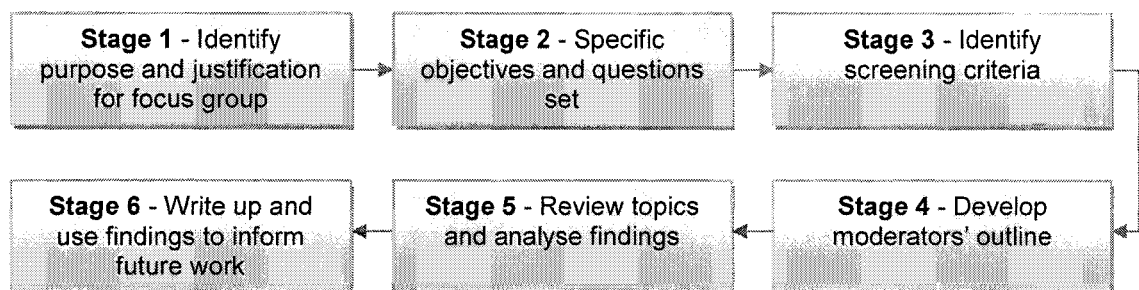 Stage 1 - Identify
purpose and justification
for focus group
Stage 2 - Specific
objectives and questions
set
Stage 3 - Identify
screening criteria
Stage 4 - Develop
moderators' outline
Stage 5 - Review topics
and analyse findings
Stage 6 - Write up and
use findings to inform
future work